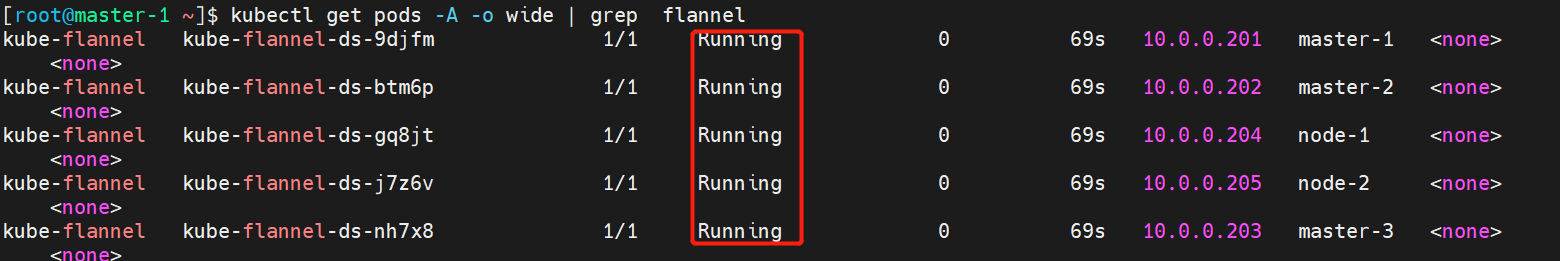 [root@master-1 ~]$ kubectl get pods -A -o wide | grep  flannel
kube-flannel   kube-flannel-ds-9djfm              1/1     Running             0          69s   10.0.0.201   master-1   <none>
    <none>
kube-flannel   kube-flannel-ds-btm6p              1/1     Running             0          69s   10.0.0.202   master-2   <none>
    <none>
kube-flannel   kube-flannel-ds-gq8jt              1/1     Running             0          69s   10.0.0.204   node-1     <none>
    <none>
kube-flannel   kube-flannel-ds-j7z6v              1/1     Running             0          69s   10.0.0.205   node-2     <none>
    <none>
kube-flannel   kube-flannel-ds-nh7x8              1/1     Running             0          69s   10.0.0.203   master-3   <none>
    <none>